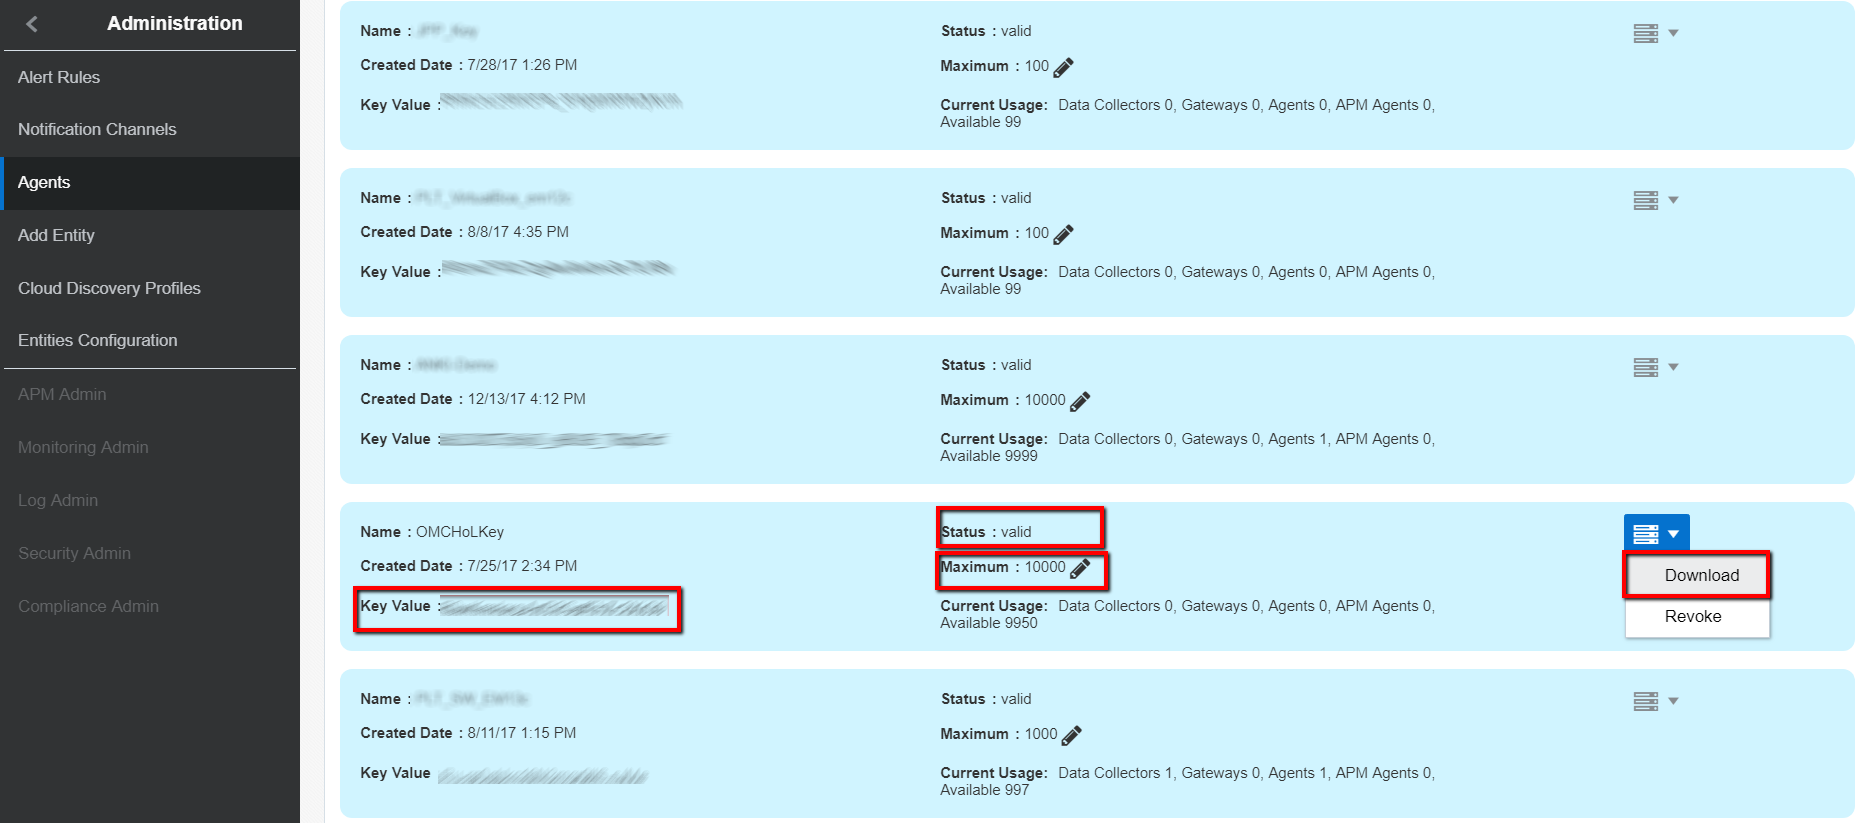 Administration
Alert Rules
Notification Channels
Agents
Add Entity
Cloud Discovery Profiles
Entities Configuration
APM Admin
Monitoring Admin
Log Admin
Security Admin
Compliance Admin
Name :
Status : valid
Created Date : 7/28/17 1:26 PM
Maximum : 100
Key Value :
Current Usage: Data Collectors 0, Gateways 0, Agents 0, APM Agents 0,
Available 99
Name :
Status : valid
Created Date : 8/8/17 4:35 PM
Maximum : 100
Key Value :
Current Usage: Data Collectors 0, Gateways 0, Agents 0, APM Agents 0,
Available 99
Name :
Status : valid
Created Date : 12/13/17 4:12 PM
Maximum : 10000
Key Value :
Current Usage: Data Collectors 0, Gateways 0, Agents 1, APM Agents 0,
Available 9999
Name : OMCHoLKey
Status : valid
Created Date : 7/25/17 2:34 PM
Maximum : 10000
Download
Key Value :
Current Usage: Data Collectors 0, Gateways 0, Agents 0, APM Agents 0,
Available 9950
Revoke
Name :
Status : valid
Created Date : 8/11/17 1:15 PM
Maximum : 1000
Key Value
Current Usage: Data Collectors 1, Gateways 0, Agents 1, APM Agents 0,
Available 997